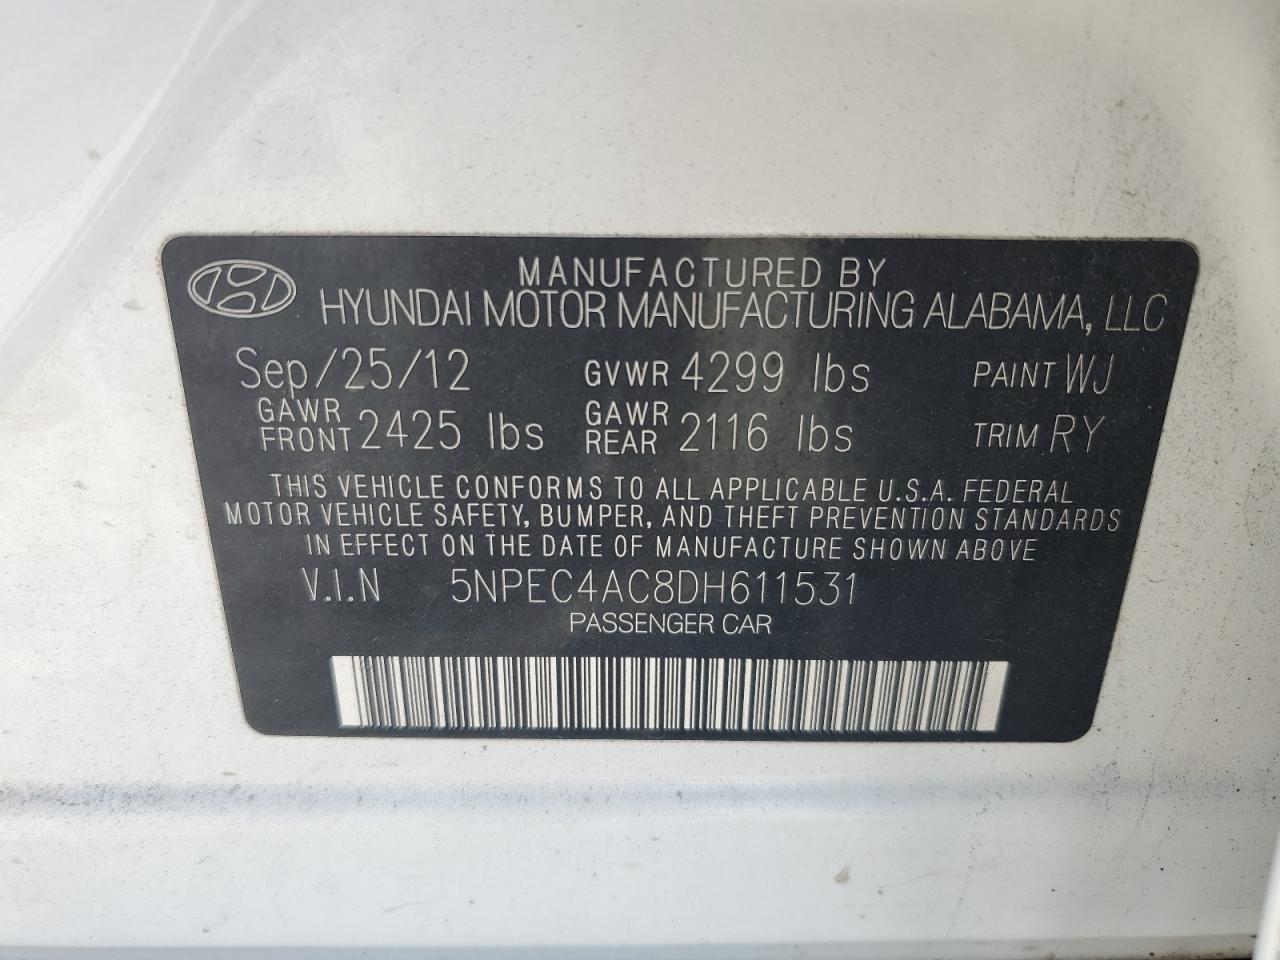 MANUFACTURED BY
HYUNDAI MOTOR MANUFACTURING ALABAMA, LLC
Sep/25/12 GVWR 4299 lbs PAINT WJ
GAWR FRONT 2425 lbs GAWR REAR 2116 lbs TRIM RY
THIS VEHICLE CONFORMS TO ALL APPLICABLE U.S.A. FEDERAL
MOTOR VEHICLE SAFETY, BUMPER, AND THEFT PREVENTION STANDARDS
IN EFFECT ON THE DATE OF MANUFACTURE SHOWN ABOVE
V.I.N 5NPEC4AC8DH611531
PASSENGER CAR